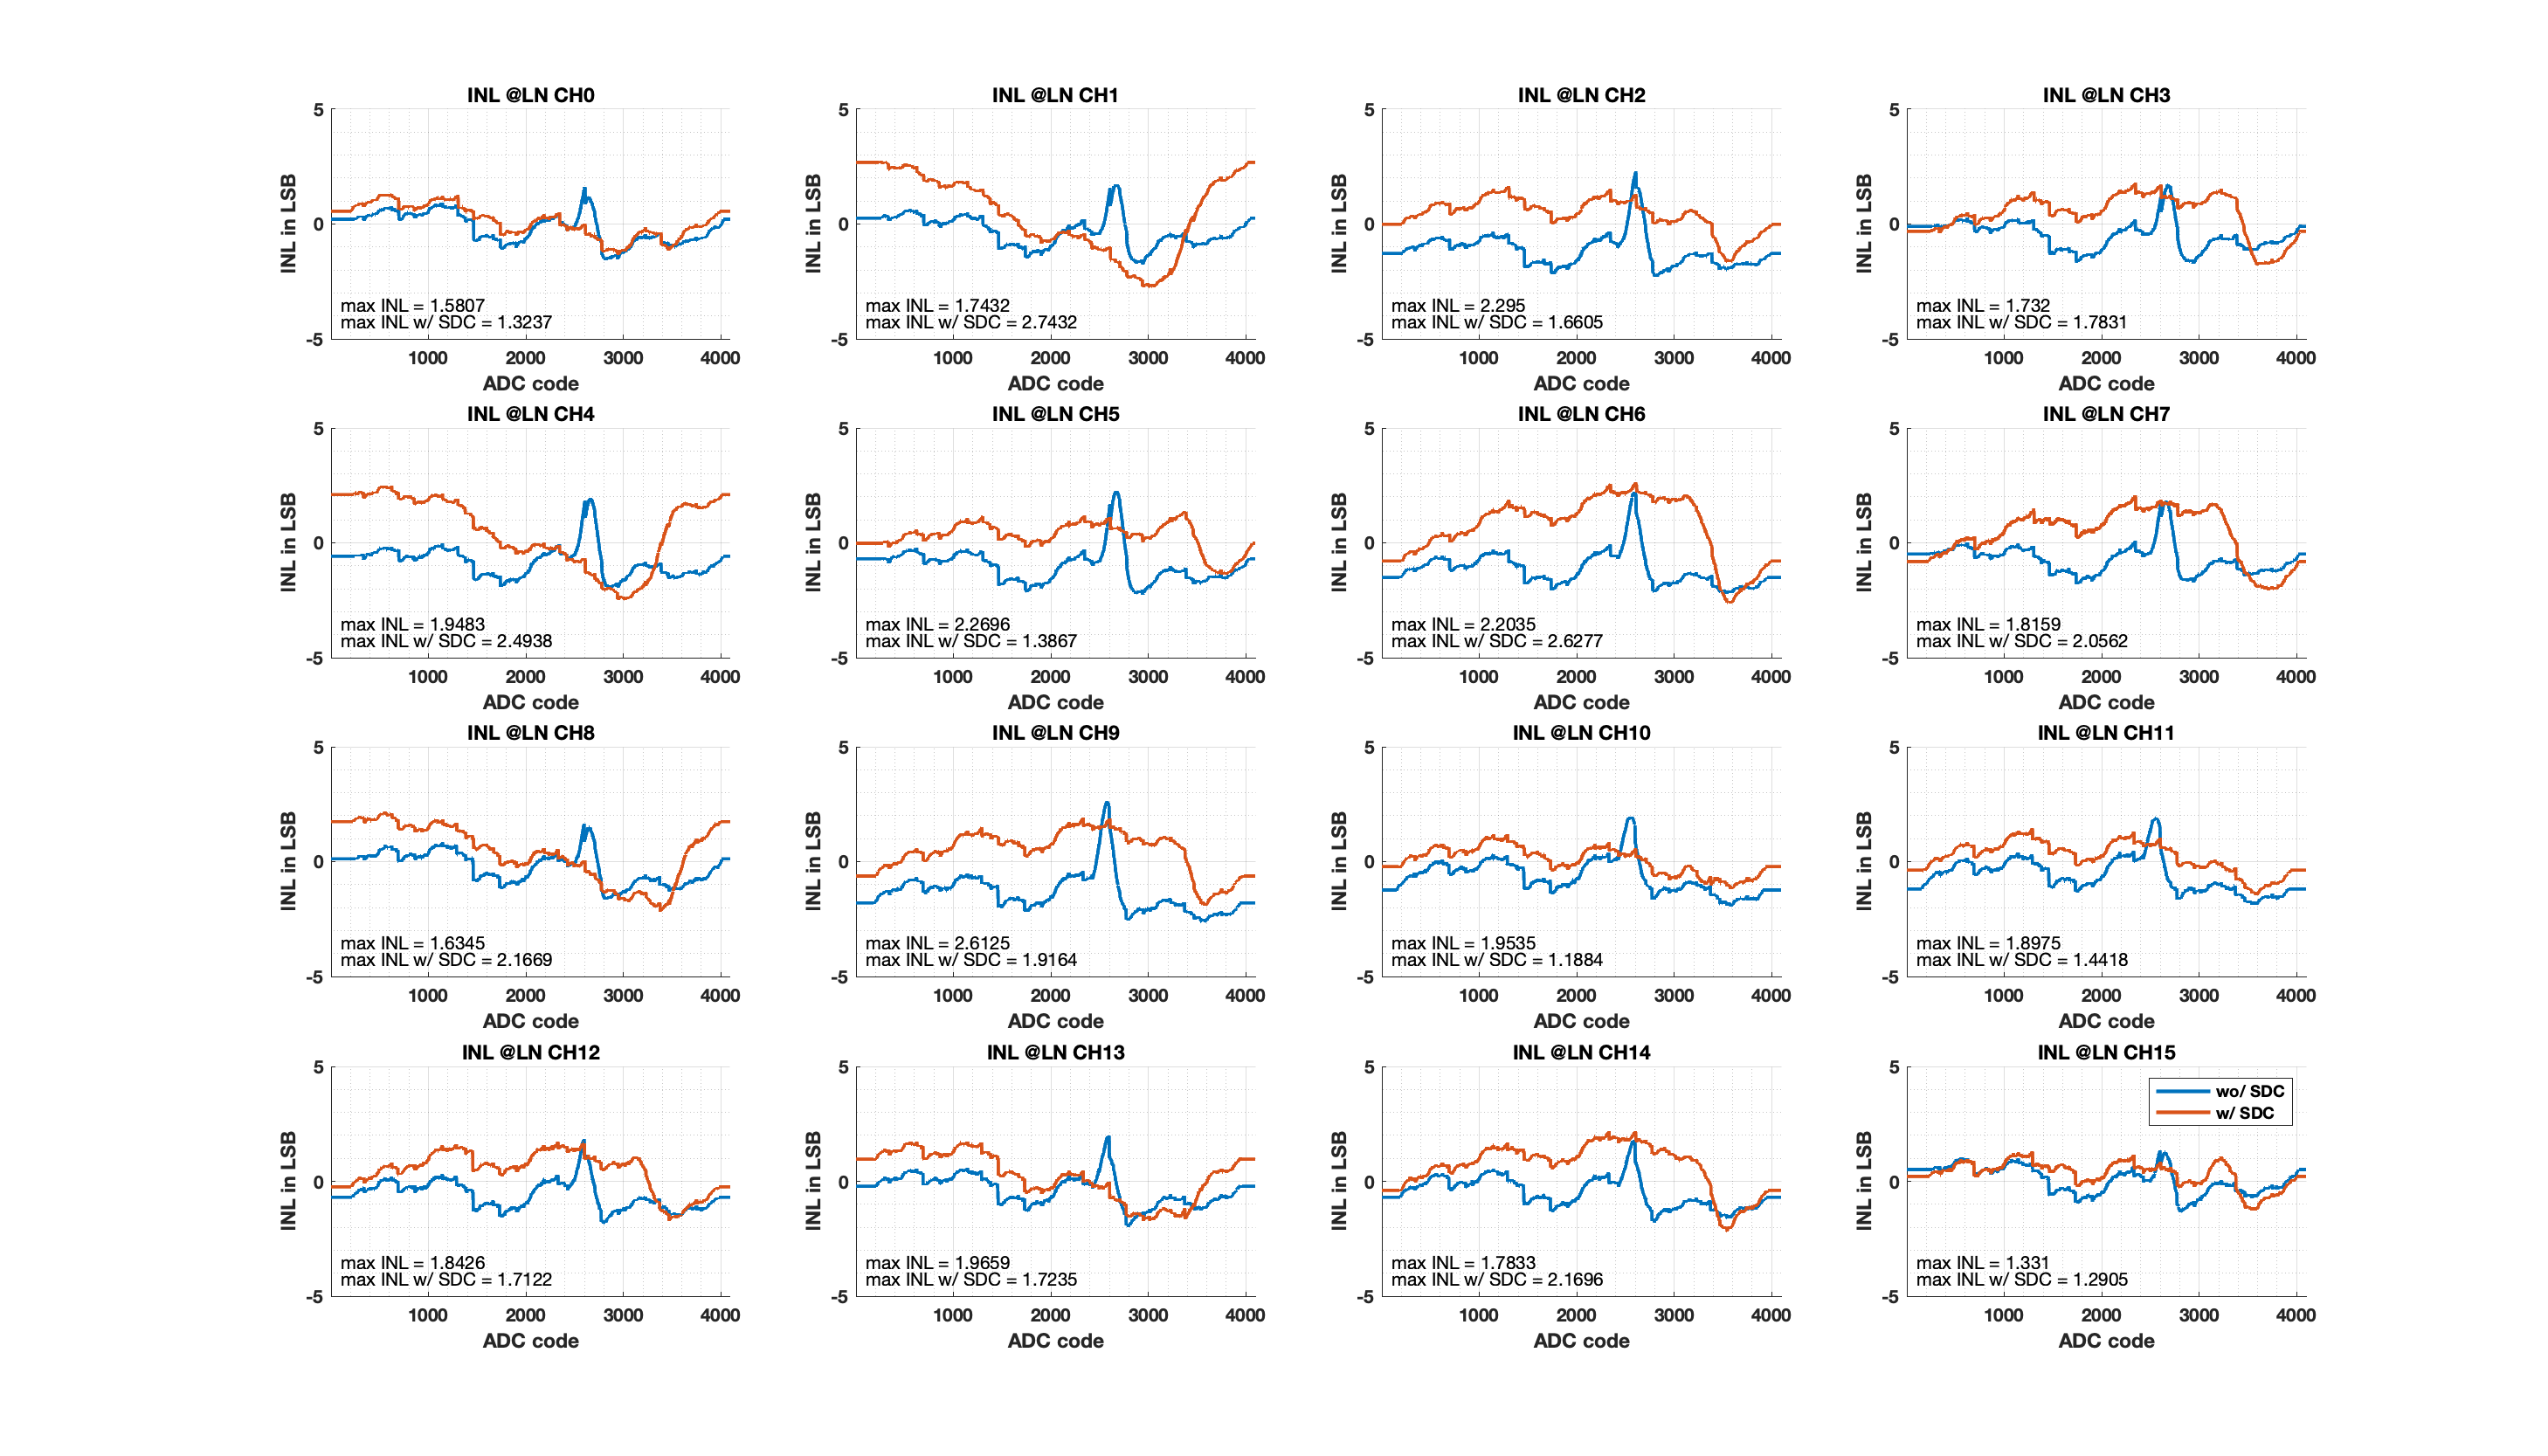 INL @LN CH0
5
0
-5
INL in LSB
max INL = 1.5807
max INL w/ SDC = 1.3237
1000 2000 3000 4000
ADC code
INL @LN CH1
5
0
-5
INL in LSB
max INL = 1.7432
max INL w/ SDC = 2.7432
1000 2000 3000 4000
ADC code
INL @LN CH2
5
0
-5
INL in LSB
max INL = 2.295
max INL w/ SDC = 1.6605
1000 2000 3000 4000
ADC code
INL @LN CH3
5
0
-5
INL in LSB
max INL = 1.732
max INL w/ SDC = 1.7831
1000 2000 3000 4000
ADC code
INL @LN CH4
5
0
-5
INL in LSB
max INL = 1.9483
max INL w/ SDC = 2.4938
1000 2000 3000 4000
ADC code
INL @LN CH5
5
0
-5
INL in LSB
max INL = 2.2696
max INL w/ SDC = 1.3867
1000 2000 3000 4000
ADC code
INL @LN CH6
5
0
-5
INL in LSB
max INL = 2.2035
max INL w/ SDC = 2.6277
1000 2000 3000 4000
ADC code
INL @LN CH7
5
0
-5
INL in LSB
max INL = 1.8159
max INL w/ SDC = 2.0562
1000 2000 3000 4000
ADC code
INL @LN CH8
5
0
-5
INL in LSB
max INL = 1.6345
max INL w/ SDC = 2.1669
1000 2000 3000 4000
ADC code
INL @LN CH9
5
0
-5
INL in LSB
max INL = 2.6125
max INL w/ SDC = 1.9164
1000 2000 3000 4000
ADC code
INL @LN CH10
5
0
-5
INL in LSB
max INL = 1.9535
max INL w/ SDC = 1.1884
1000 2000 3000 4000
ADC code
INL @LN CH11
5
0
-5
INL in LSB
max INL = 1.8975
max INL w/ SDC = 1.4418
1000 2000 3000 4000
ADC code
INL @LN CH12
5
0
-5
INL in LSB
max INL = 1.8426
max INL w/ SDC = 1.7122
1000 2000 3000 4000
ADC code
INL @LN CH13
5
0
-5
INL in LSB
max INL = 1.9659
max INL w/ SDC = 1.7235
1000 2000 3000 4000
ADC code
INL @LN CH14
5
0
-5
INL in LSB
max INL = 1.7833
max INL w/ SDC = 2.1696
1000 2000 3000 4000
ADC code
INL @LN CH15
5
0
-5
INL in LSB
wo/ SDC
w/ SDC
max INL = 1.331
max INL w/ SDC = 1.2905
1000 2000 3000 4000
ADC code